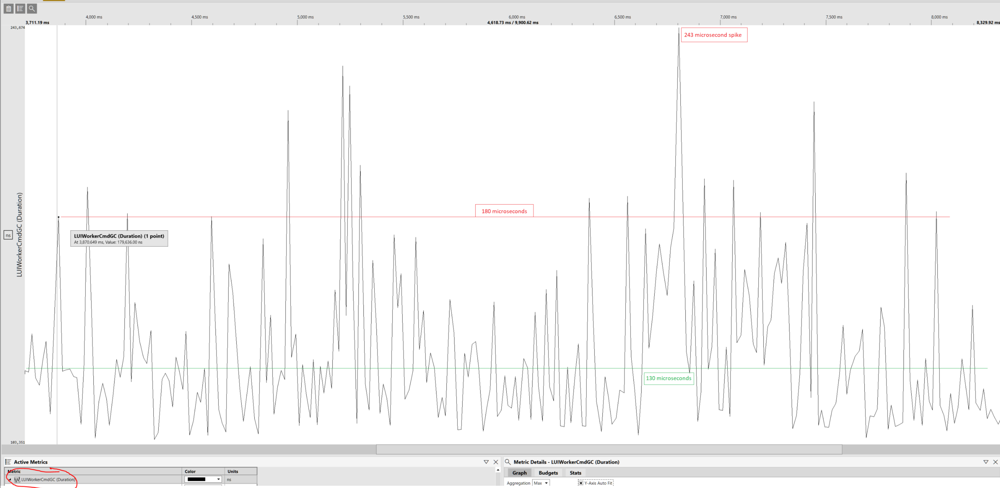 4,000 ms 4,500 ms 5,000 ms 5,500 ms 6,000 ms 6,500 ms 7,000 ms 7,500 ms 8,000 ms
3,711.19 ms 4,618.73 ms / 9,900.62 ms 8,329.92 ms
243,674
243 microsecond spike
180 microseconds
LUIWorkerCmdGC (Duration)
ns
LUIWorkerCmdGC (Duration) (1 point)
At 3,870.649 ms, Value: 179,636.00 ns
130 microseconds
103,351
Active Metrics
Metric Color Units
LUIWorkerCmdGC (Duration) ns
Metric Details - LUIWorkerCmdGC (Duration)
Graph Budgets Stats
Aggregation Max Y-Axis Auto Fit